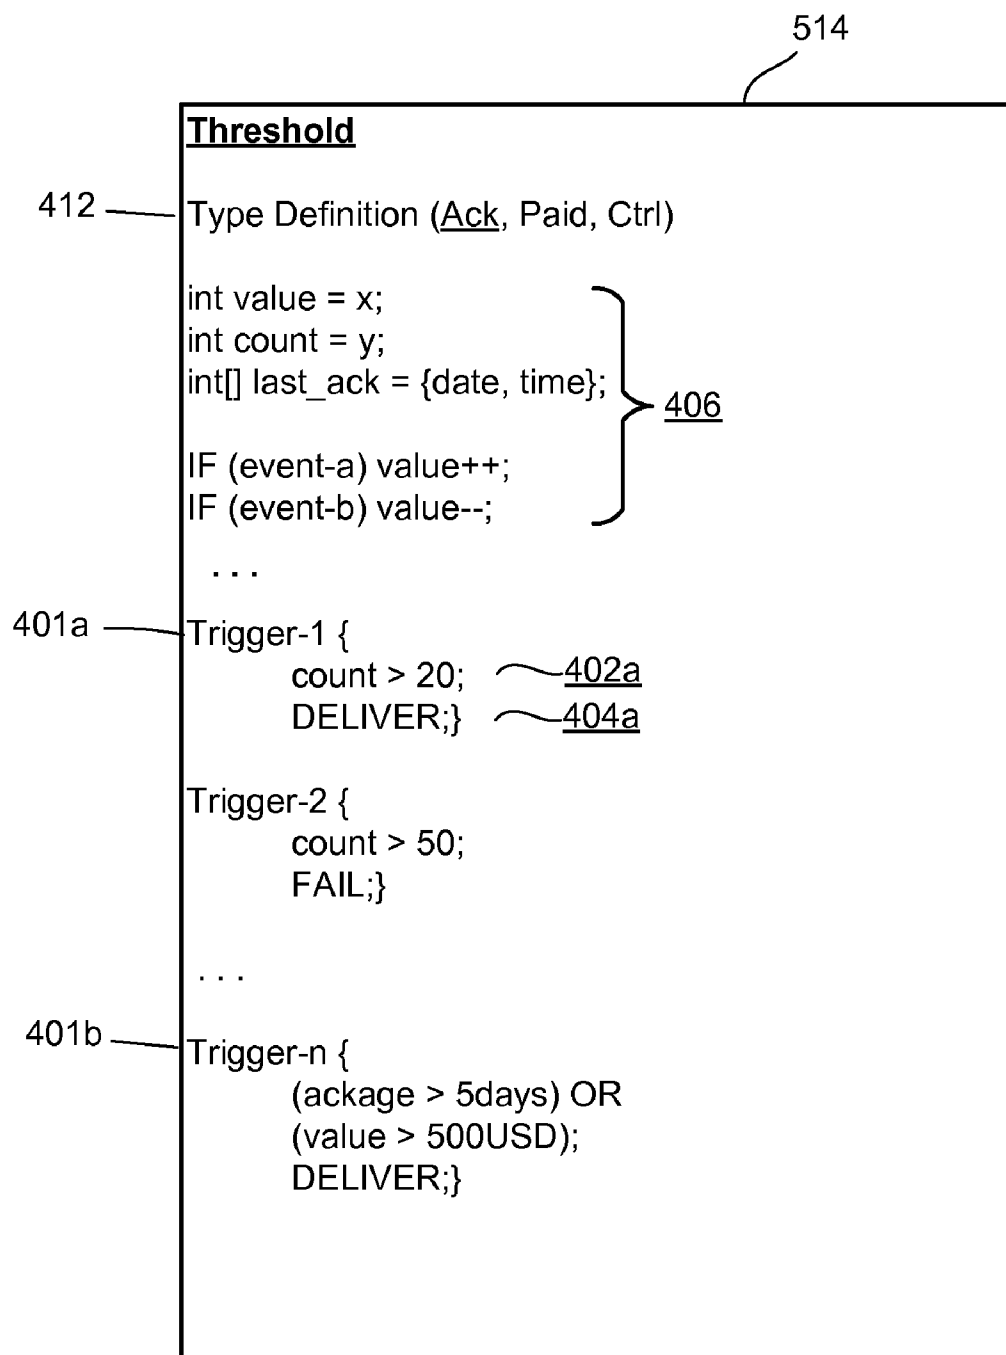 514
Threshold
412 Type Definition (Ack, Paid, Ctrl)
int value = x;
int count = y;
int[] last_ack = {date, time};
406
IF (event-a) value++;
IF (event-b) value--;
. . .
401a Trigger-1 {
count > 20; 402a
DELIVER;} 404a
Trigger-2 {
count > 50;
FAIL;}
. . .
401b Trigger-n {
(ackage > 5days) OR
(value > 500USD);
DELIVER;}